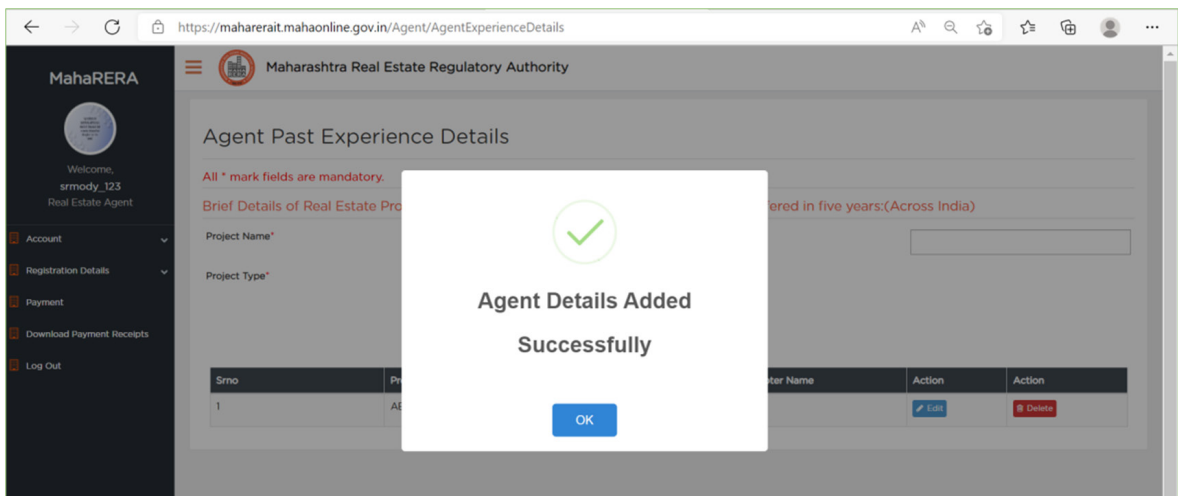 https://maharerait.mahaonline.gov.in/Agent/AgentExperienceDetails
MahaRERA
Maharashtra Real Estate Regulatory Authority
Welcome,
srmody_123
Real Estate Agent
Account
Registration Details
Payment
Download Payment Receipts
Log Out
Agent Past Experience Details
All * mark fields are mandatory.
Brief Details of Real Estate Pro
ered in five years:(Across India)
Project Name*
Project Type*
Agent Details Added
Successfully
OK
Srno Pr oter Name Action Action
1 AB Edit Delete